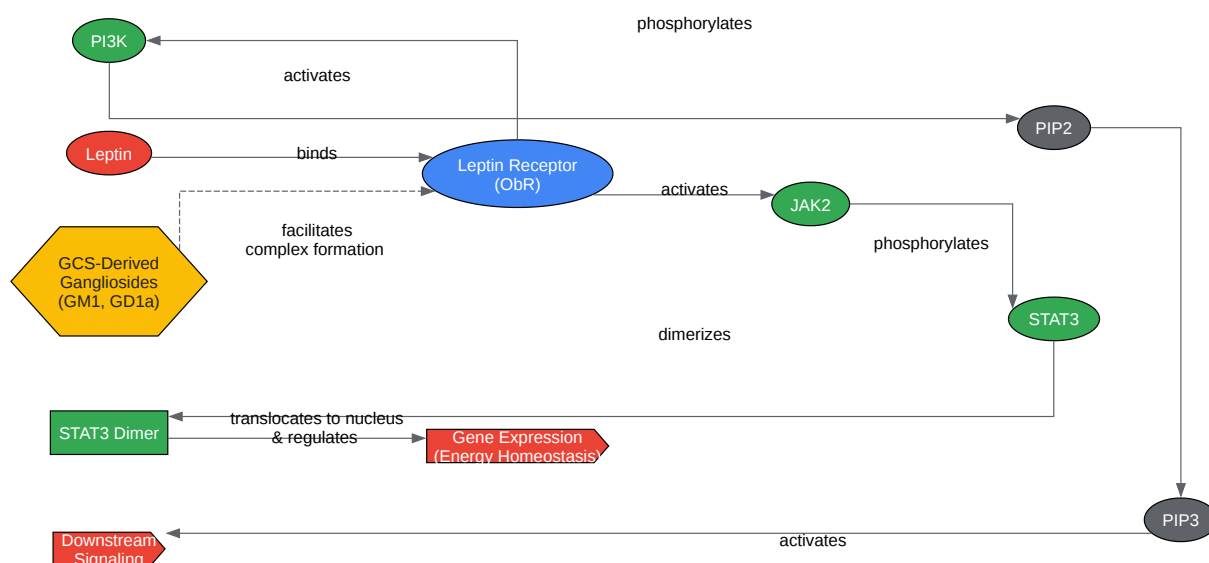 phosphorylates
PI3K
activates
PIP2
Leptin
binds
Leptin Receptor
(ObR)
activates
JAK2
facilitates
complex formation
phosphorylates
GCS-Derived
Gangliosides
(GM1, GD1a)
STAT3
dimerizes
translocates to nucleus
& regulates
STAT3 Dimer
Gene Expression
(Energy Homeostasis)
PIP3
Downstream
Signaling
activates